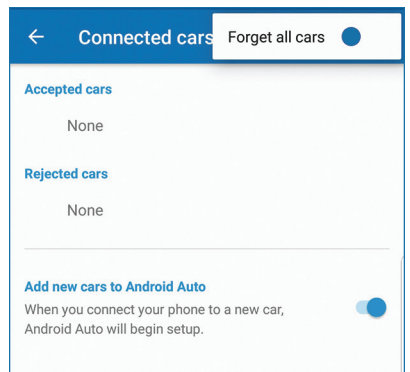 Connected cars
Forget all cars
Accepted cars
None
Rejected cars
None
Add new cars to Android Auto
When you connect your phone to a new car,
Android Auto will begin setup.